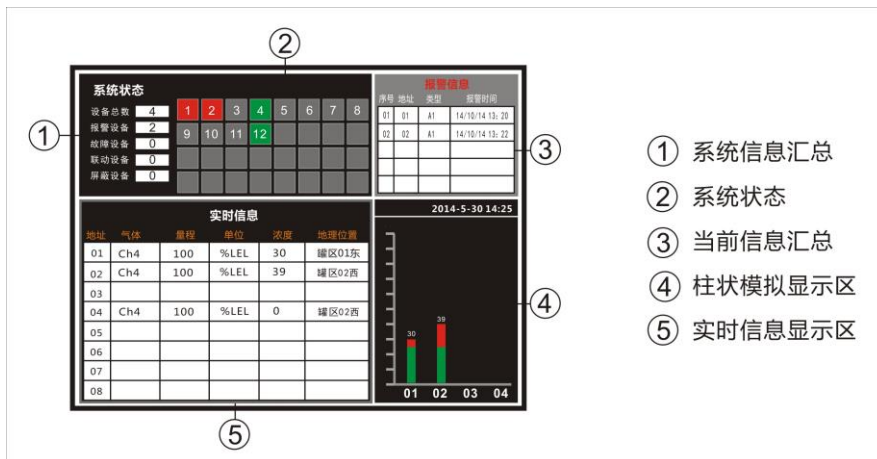 ②
系统状态
设备总数 4
报警设备 2
故障设备 0
联动设备 0
屏蔽设备 0
①
1 2 3 4 5 6 7 8
9 10 11 12
报警信息
序号 地址 类型 报警时间
01 01 A1 14/10/14 13:20
02 02 A1 14/10/14 13:22
③
实时信息
地址 气体 量程 单位 浓度 地理位置
01 Ch4 100 %LEL 30 罐区01东
02 Ch4 100 %LEL 39 罐区02西
03
04 Ch4 100 %LEL 0 罐区02西
05
06
07
08
⑤
2014-5-30 14:25
30
39
01 02 03 04
④
① 系统信息汇总
② 系统状态
③ 当前信息汇总
④ 柱状模拟显示区
⑤ 实时信息显示区